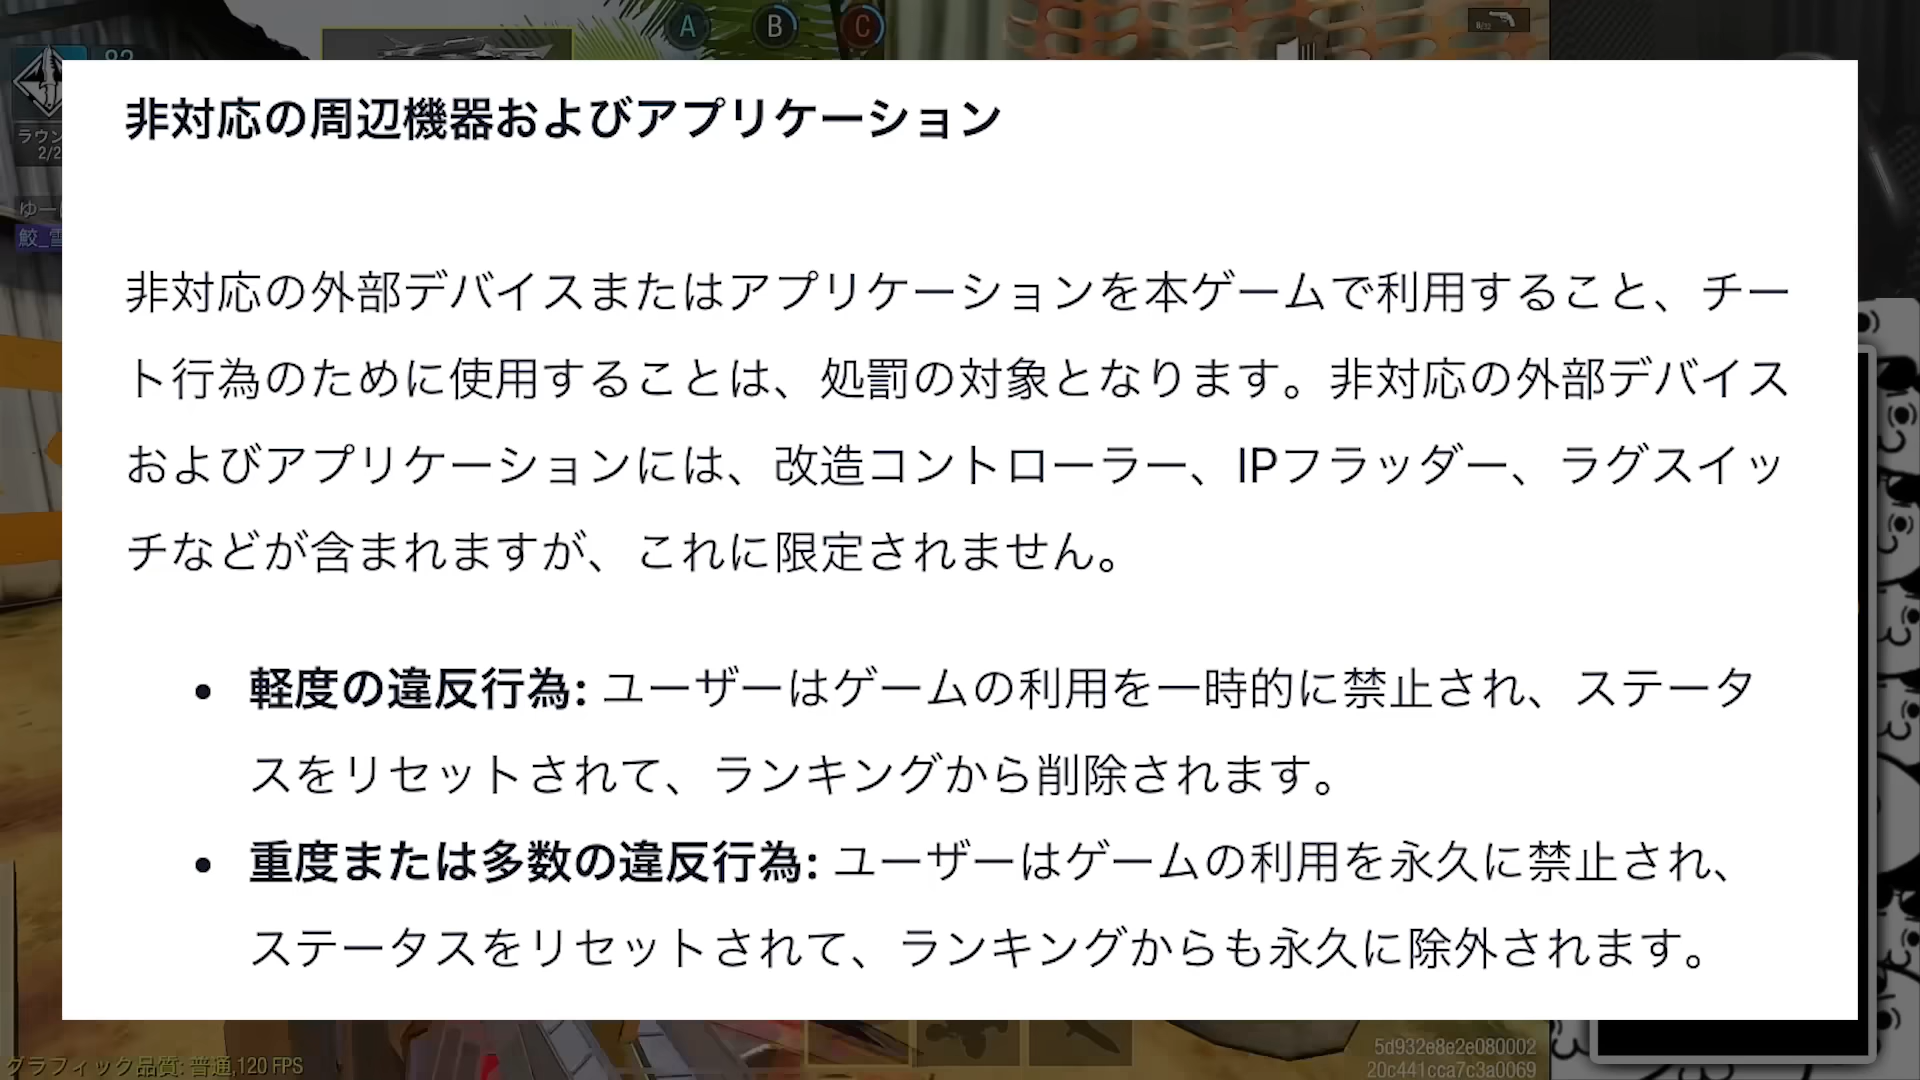 A B C
82
ラウン
2/2
ゆー
鮫_雪
非対応の周辺機器およびアプリケーション
非対応の外部デバイスまたはアプリケーションを本ゲームで利用すること、チー
ト行為のために使用することは、処罰の対象となります。非対応の外部デバイス
およびアプリケーションには、改造コントローラー、IPフラッダー、ラグスイッ
チなどが含まれますが、これに限定されません。
• 軽度の違反行為: ユーザーはゲームの利用を一時的に禁止され、ステータ
スをリセットされて、ランキングから削除されます。
• 重度または多数の違反行為: ユーザーはゲームの利用を永久に禁止され、
ステータスをリセットされて、ランキングからも永久に除外されます。
グラフィック品質: 普通,120 FPS
5d932e8e2e080002
20c441cca7c3a0069